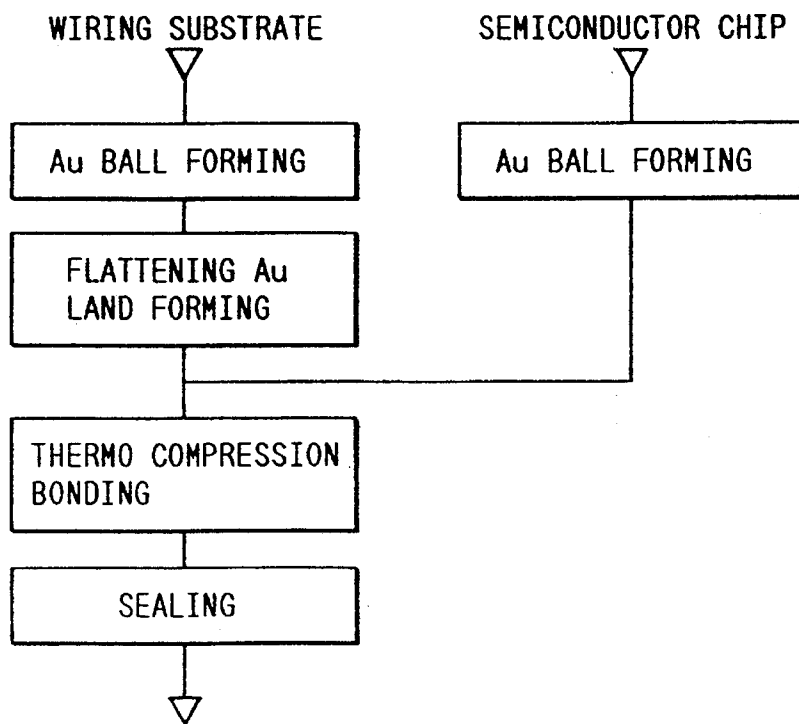 WIRING SUBSTRATE
SEMICONDUCTOR CHIP
Au BALL FORMING
Au BALL FORMING
FLATTENING Au
LAND FORMING
THERMO COMPRESSION
BONDING
SEALING